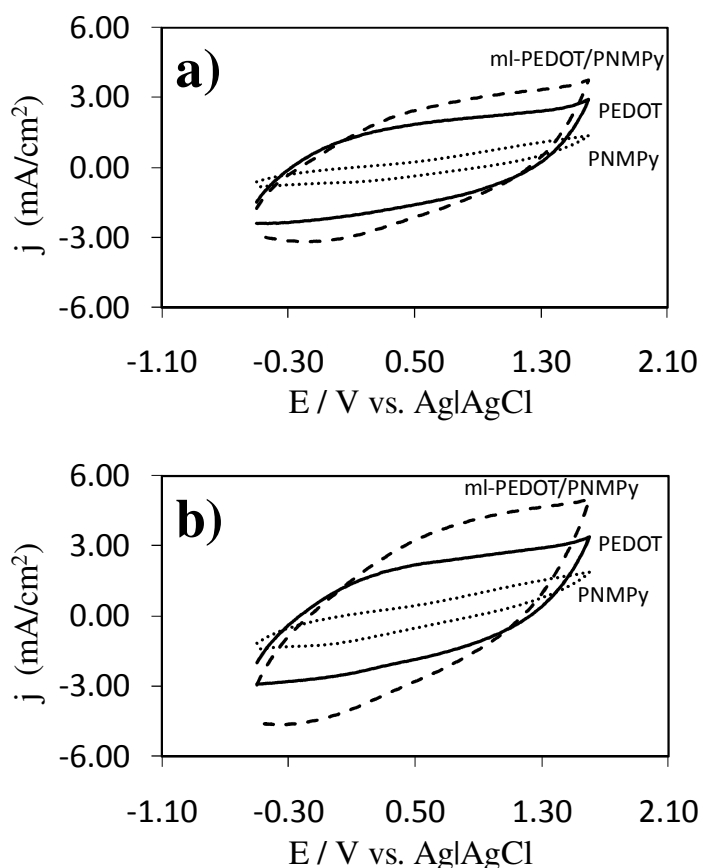 a)
ml-PEDOT/PNMPy
PEDOT
PNMPy
6.00
3.00
0.00
-3.00
-6.00
j (mA/cm²)
-1.10 -0.30 0.50 1.30 2.10
E / V vs. Ag|AgCl
b)
ml-PEDOT/PNMPy
PEDOT
PNMPy
6.00
3.00
0.00
-3.00
-6.00
j (mA/cm²)
-1.10 -0.30 0.50 1.30 2.10
E / V vs. Ag|AgCl